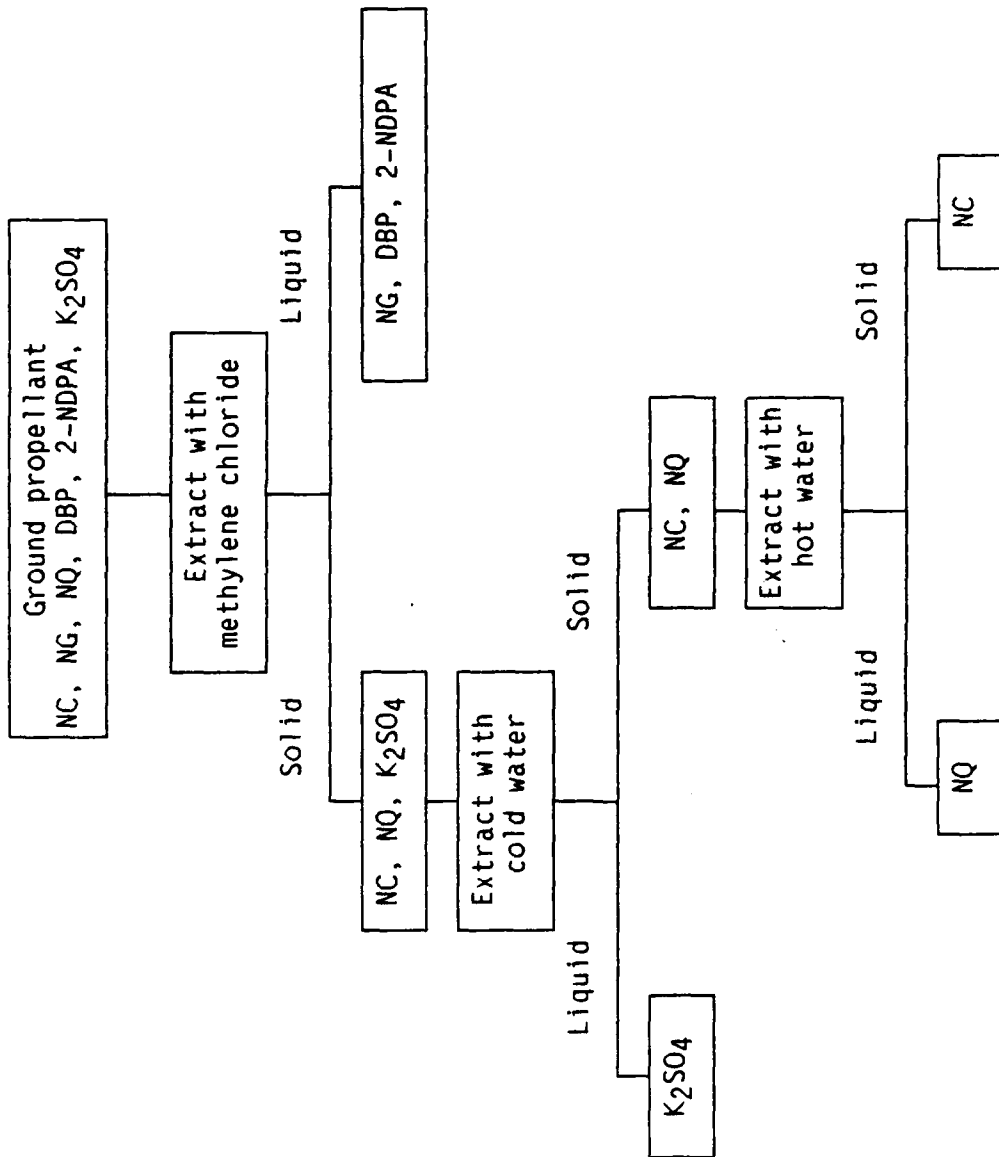 Ground propellant
NC, NG, NQ, DBP, 2-NDPA, K₂SO₄
Extract with
methylene chloride
Solid
Liquid
NC, NQ, K₂SO₄
NG, DBP, 2-NDPA
Extract with
cold water
Liquid
Solid
K₂SO₄
NC, NQ
Extract with
hot water
Liquid
Solid
NQ
NC